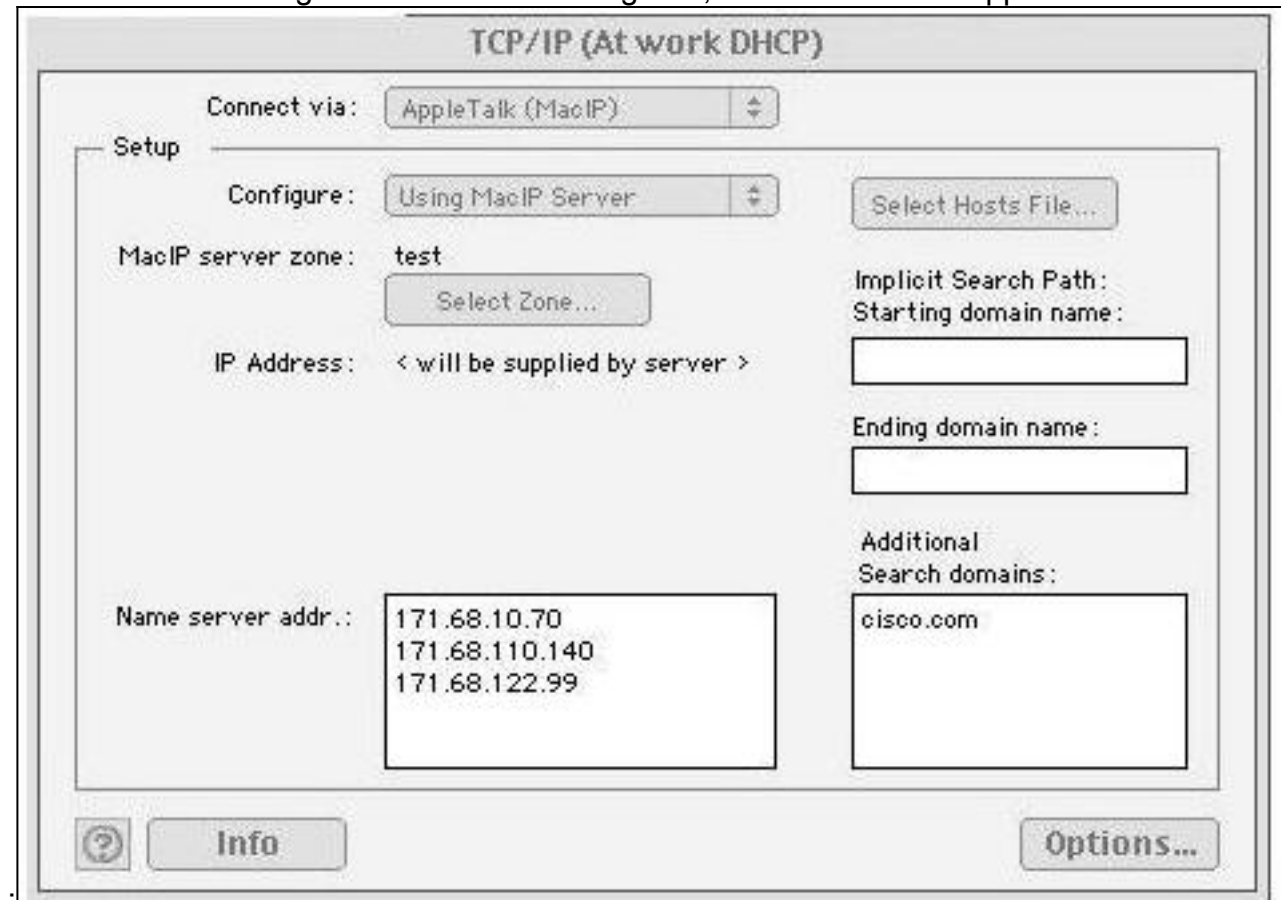 TCP/IP (At work DHCP)
Connect via: AppleTalk (MacIP)
Setup
Configure: Using MacIP Server
Select Hosts File...
MacIP server zone: test
Select Zone...
Implicit Search Path:
Starting domain name:
IP Address: < will be supplied by server >
Ending domain name:
Additional
Search domains:
Name server addr.: 171.68.10.70
171.68.110.140
171.68.122.99
cisco.com
? Info
Options...